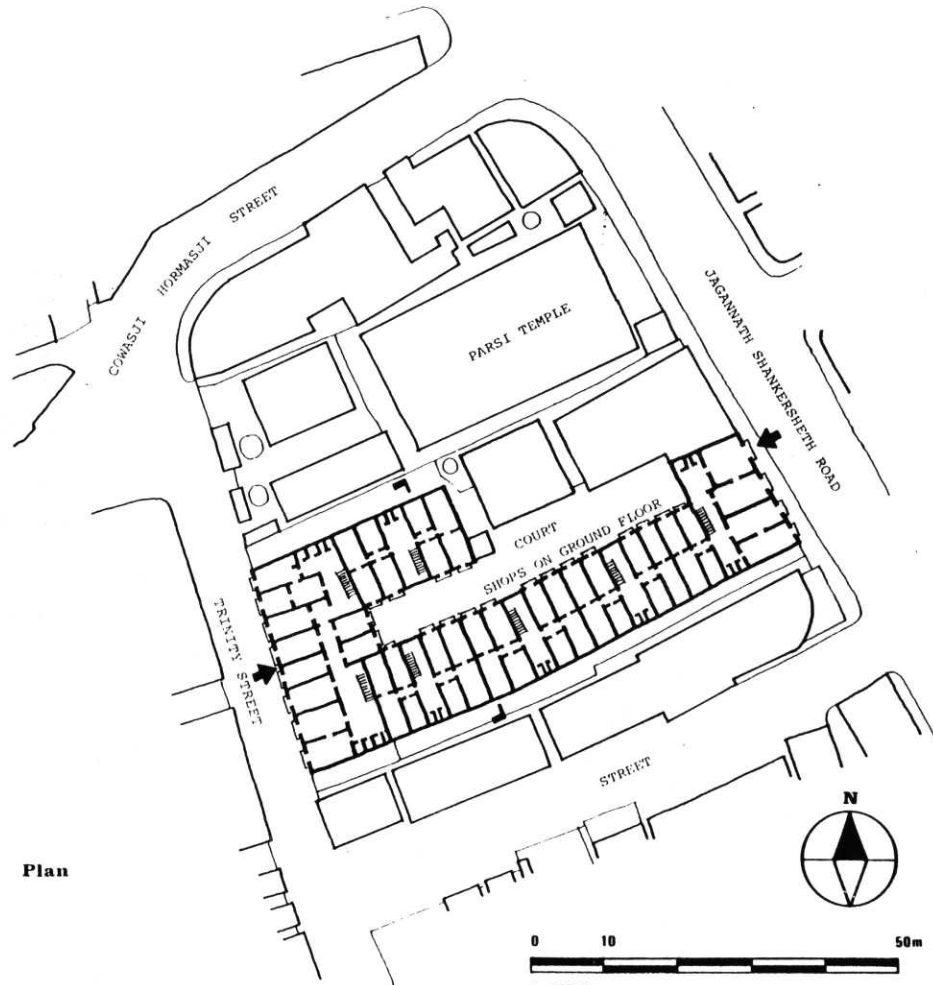 COWASJI HORMASJI STREET
PARSI TEMPLE
JAGANNATH SHANKERSHETH ROAD
COURT
SHOPS ON GROUND FLOOR
TRINITY STREET
STREET
N
Plan
0 10 50m